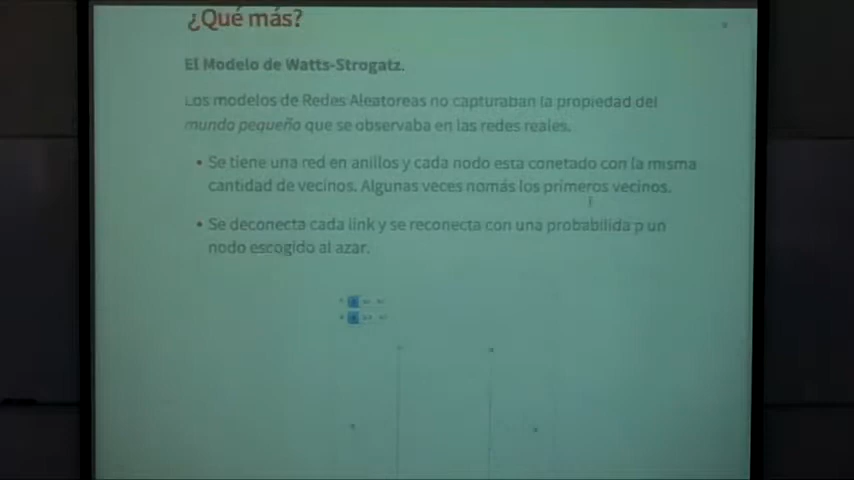 ¿Qué más?
El Modelo de Watts-Strogatz.
Los modelos de Redes Aleatoreas no capturaban la propiedad del
mundo pequeño que se observaba en las redes reales.
• Se tiene una red en anillos y cada nodo esta conetado con la misma
cantidad de vecinos. Algunas veces nomás los primeros vecinos.
• Se deconecta cada link y se reconecta con una probabilida p un
nodo escogido al azar.